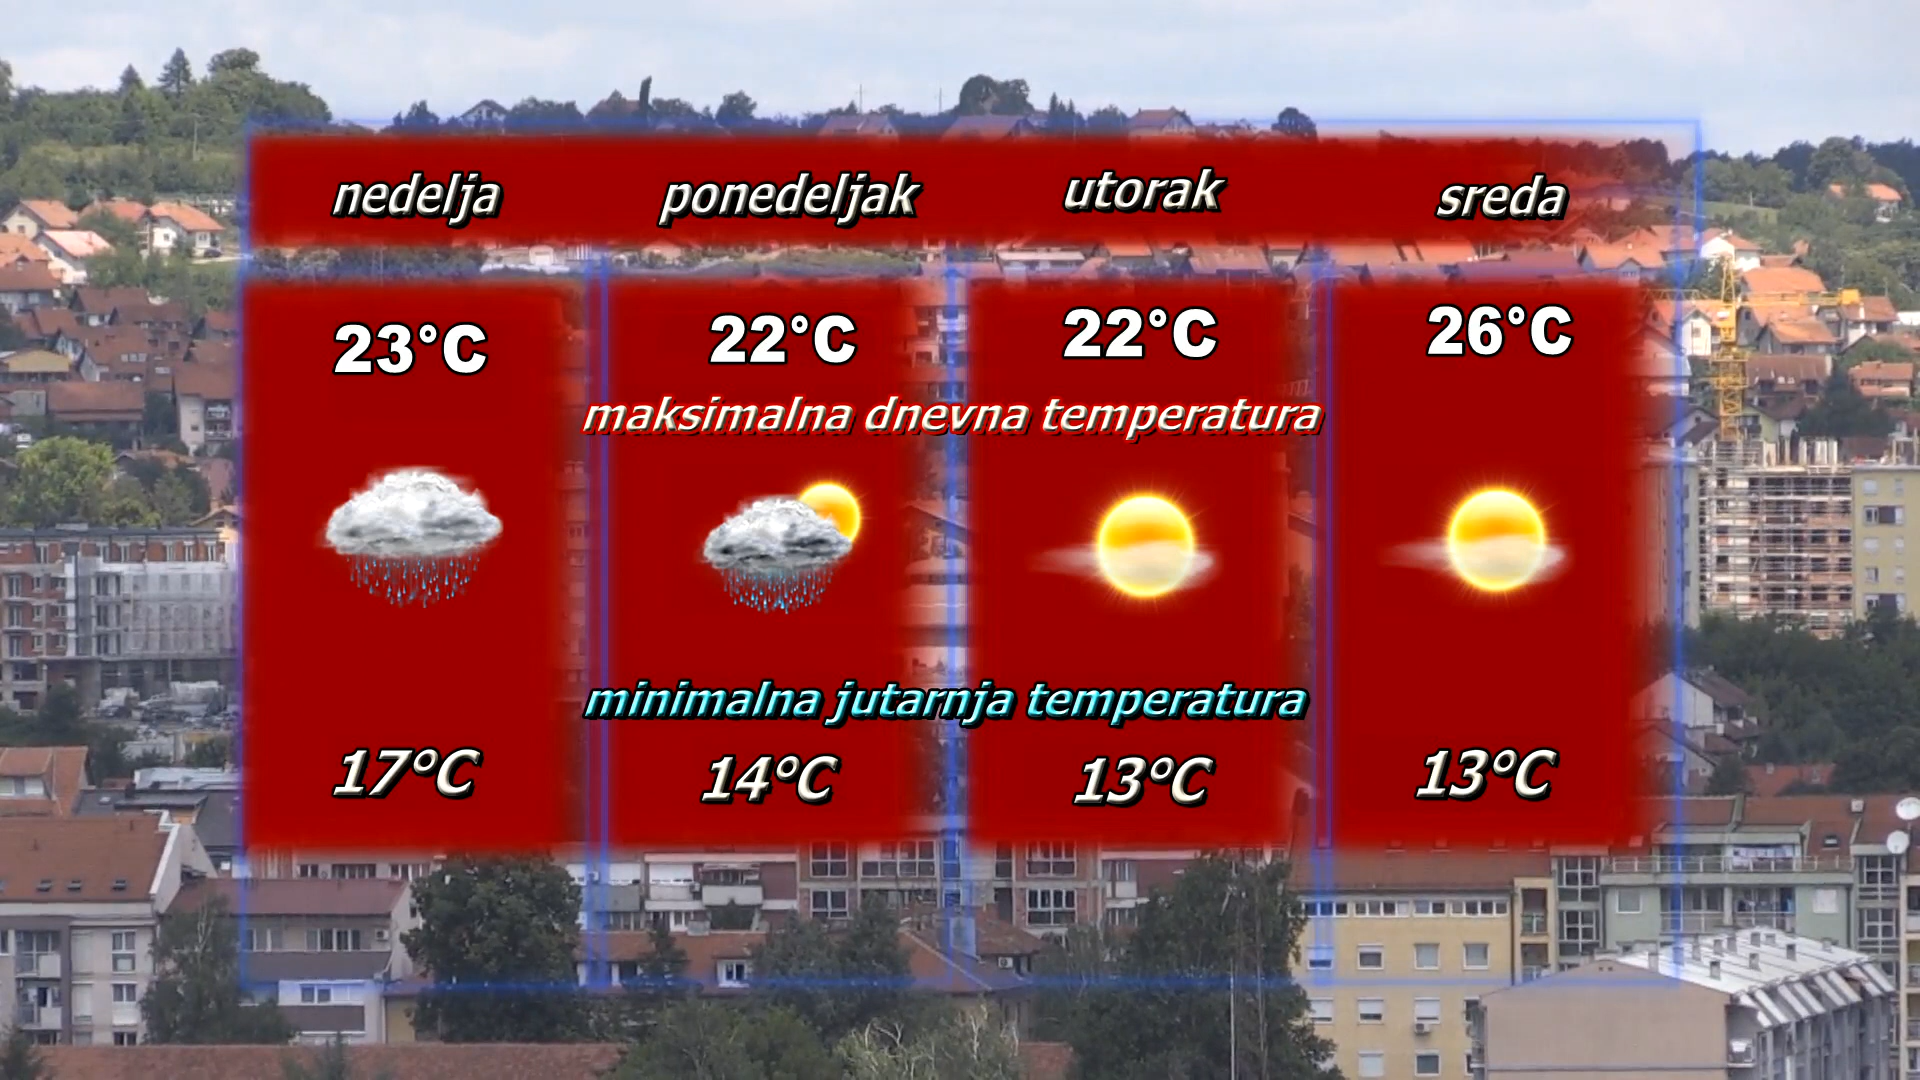 nedelja ponedeljak utorak sreda
23°C 22°C 22°C 26°C
maksimalna dnevna temperatura
minimalna jutarnja temperatura
17°C 14°C 13°C 13°C